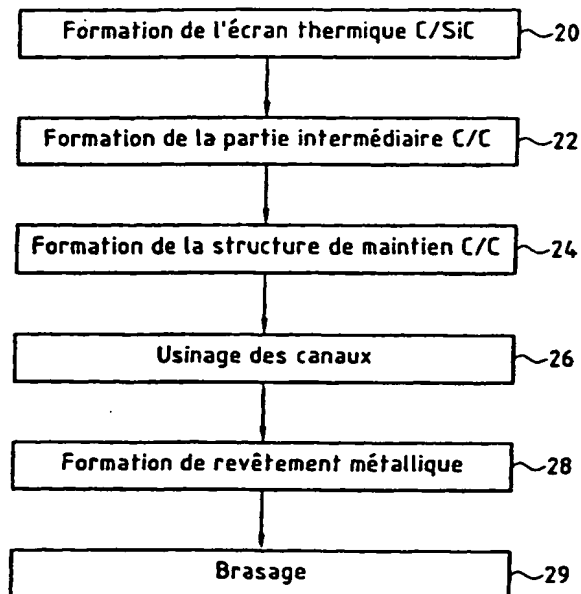 Formation de l'écran thermique C/SiC 20
Formation de la partie intermédiaire C/C 22
Formation de la structure de maintien C/C 24
Usinage des canaux 26
Formation de revêtement métallique 28
Brasage 29